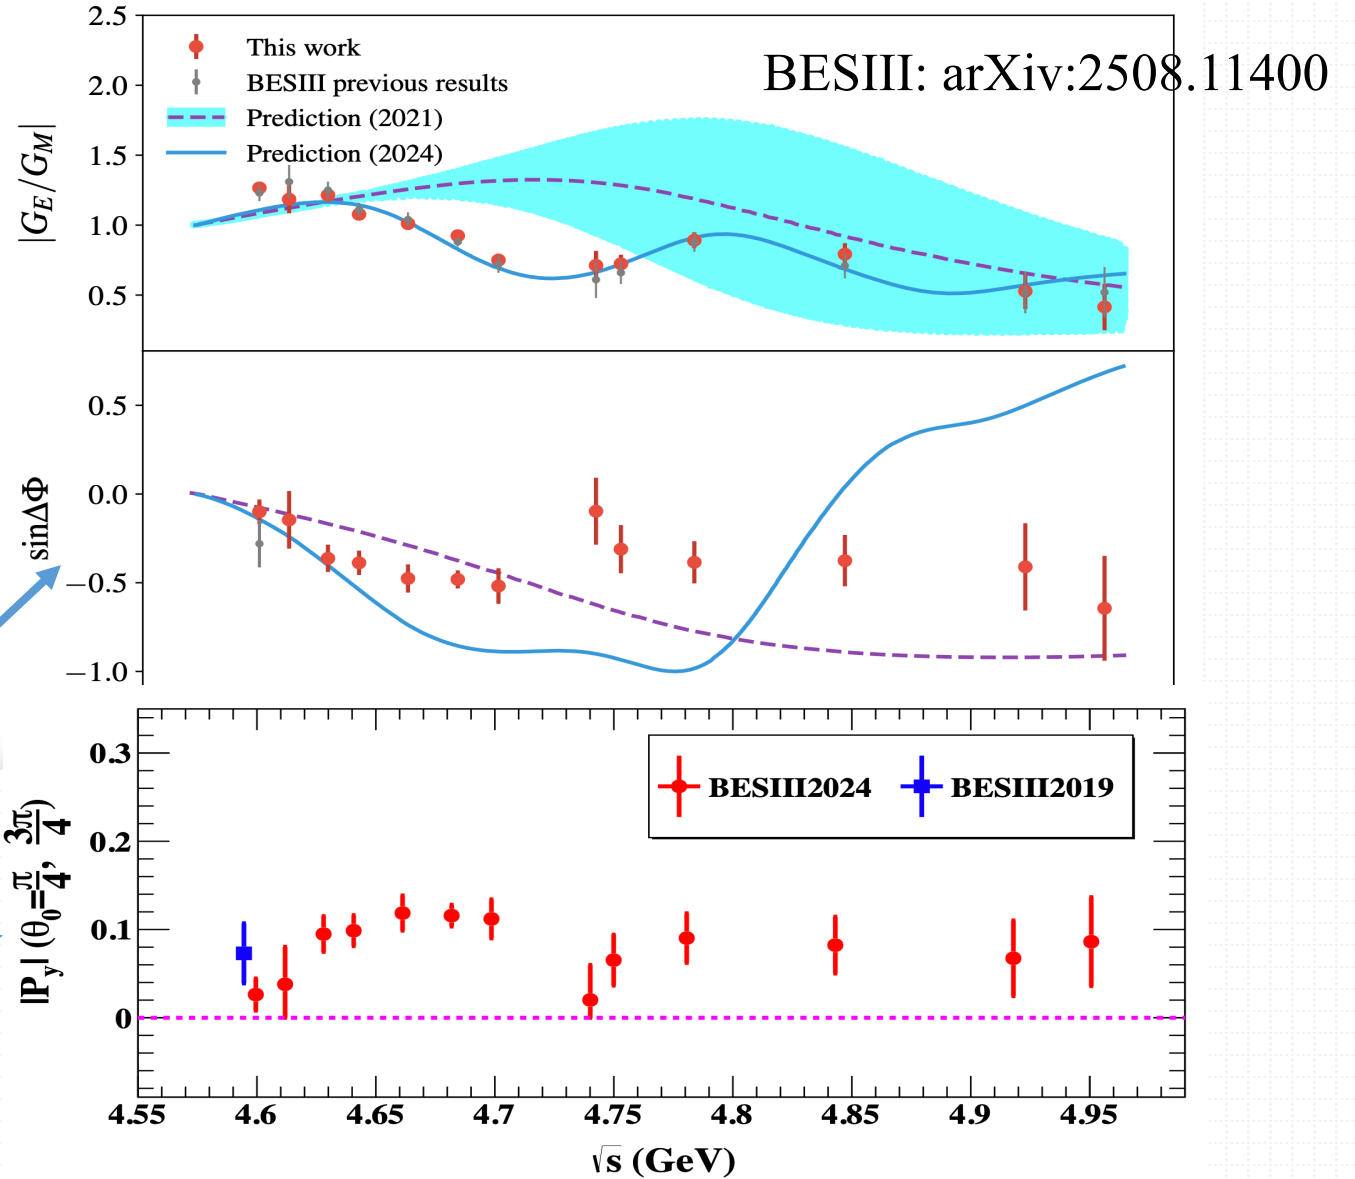 BESIII: arXiv:2508.11400
2.5
2.0
1.5
1.0
0.5
|G_E/G_M|
This work
BESIII previous results
Prediction (2021)
Prediction (2024)
0.5
0.0
−0.5
−1.0
sinΔΦ
0.3
0.2
0.1
0
|P_y| (θ_0=π/4, 3π/4)
BESIII2024
BESIII2019
4.55 4.6 4.65 4.7 4.75 4.8 4.85 4.9 4.95
√s (GeV)